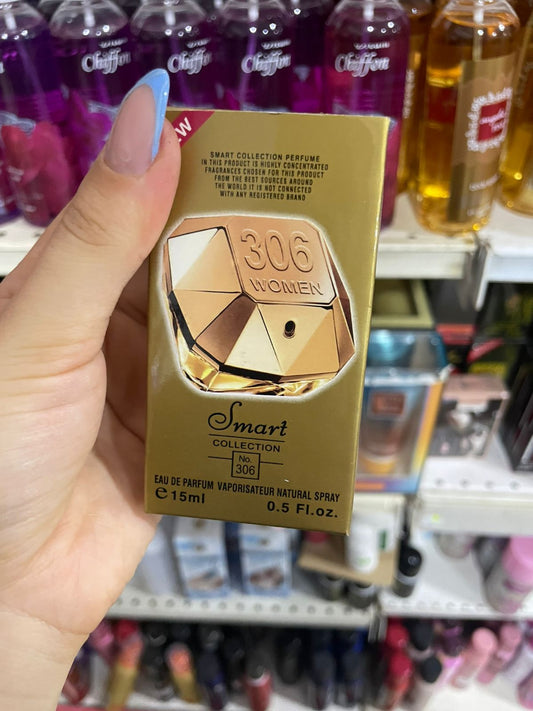 Chiffon
Chiffon
Chiffon
SMART COLLECTION PERFUME
IN THIS PRODUCT IS HIGHLY CONCENTRATED
FRAGRANCES CHOSEN FOR THIS PRODUCT
FROM THE BEST SOURCES AROUND
THE WORLD IT IS NOT CONNECTED
WITH ANY REGISTERED BRAND
306
WOMEN
Smart
COLLECTION
No.
306
EAU DE PARFUM VAPORISATEUR NATURAL SPRAY
e 15ml
0.5 Fl.oz.